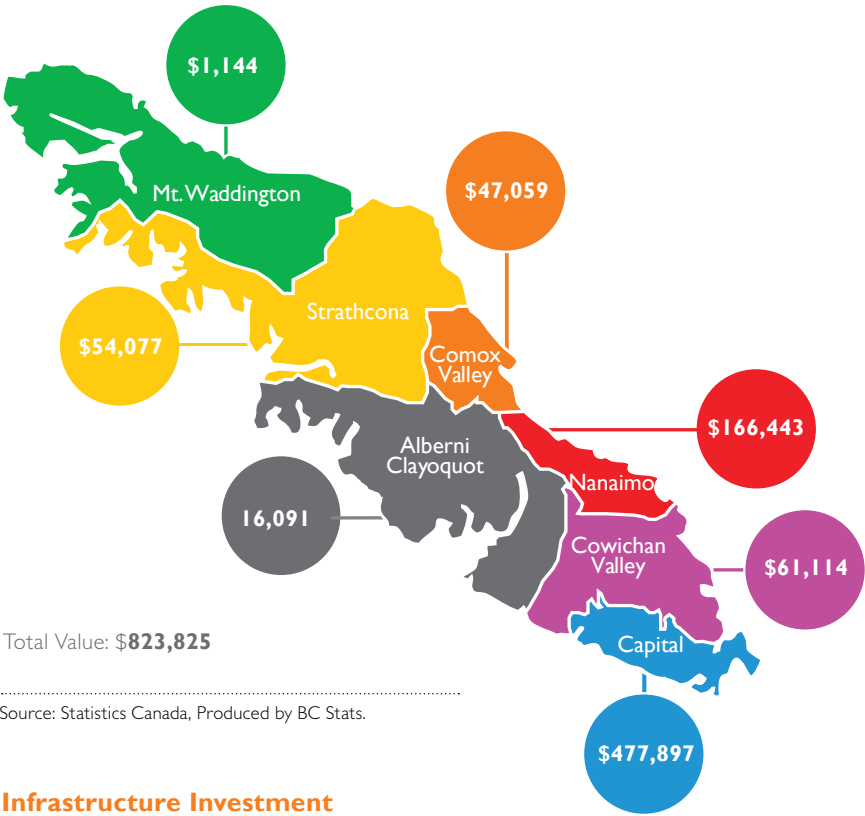 $1,144
Mt. Waddington
$47,059
Strathcona
$54,077
Comox
Valley
$166,443
Alberni
Clayoquot
Nanaimo
16,091
Cowichan
Valley
$61,114
Total Value: $823,825
Capital
Source: Statistics Canada, Produced by BC Stats.
$477,897
Infrastructure Investment